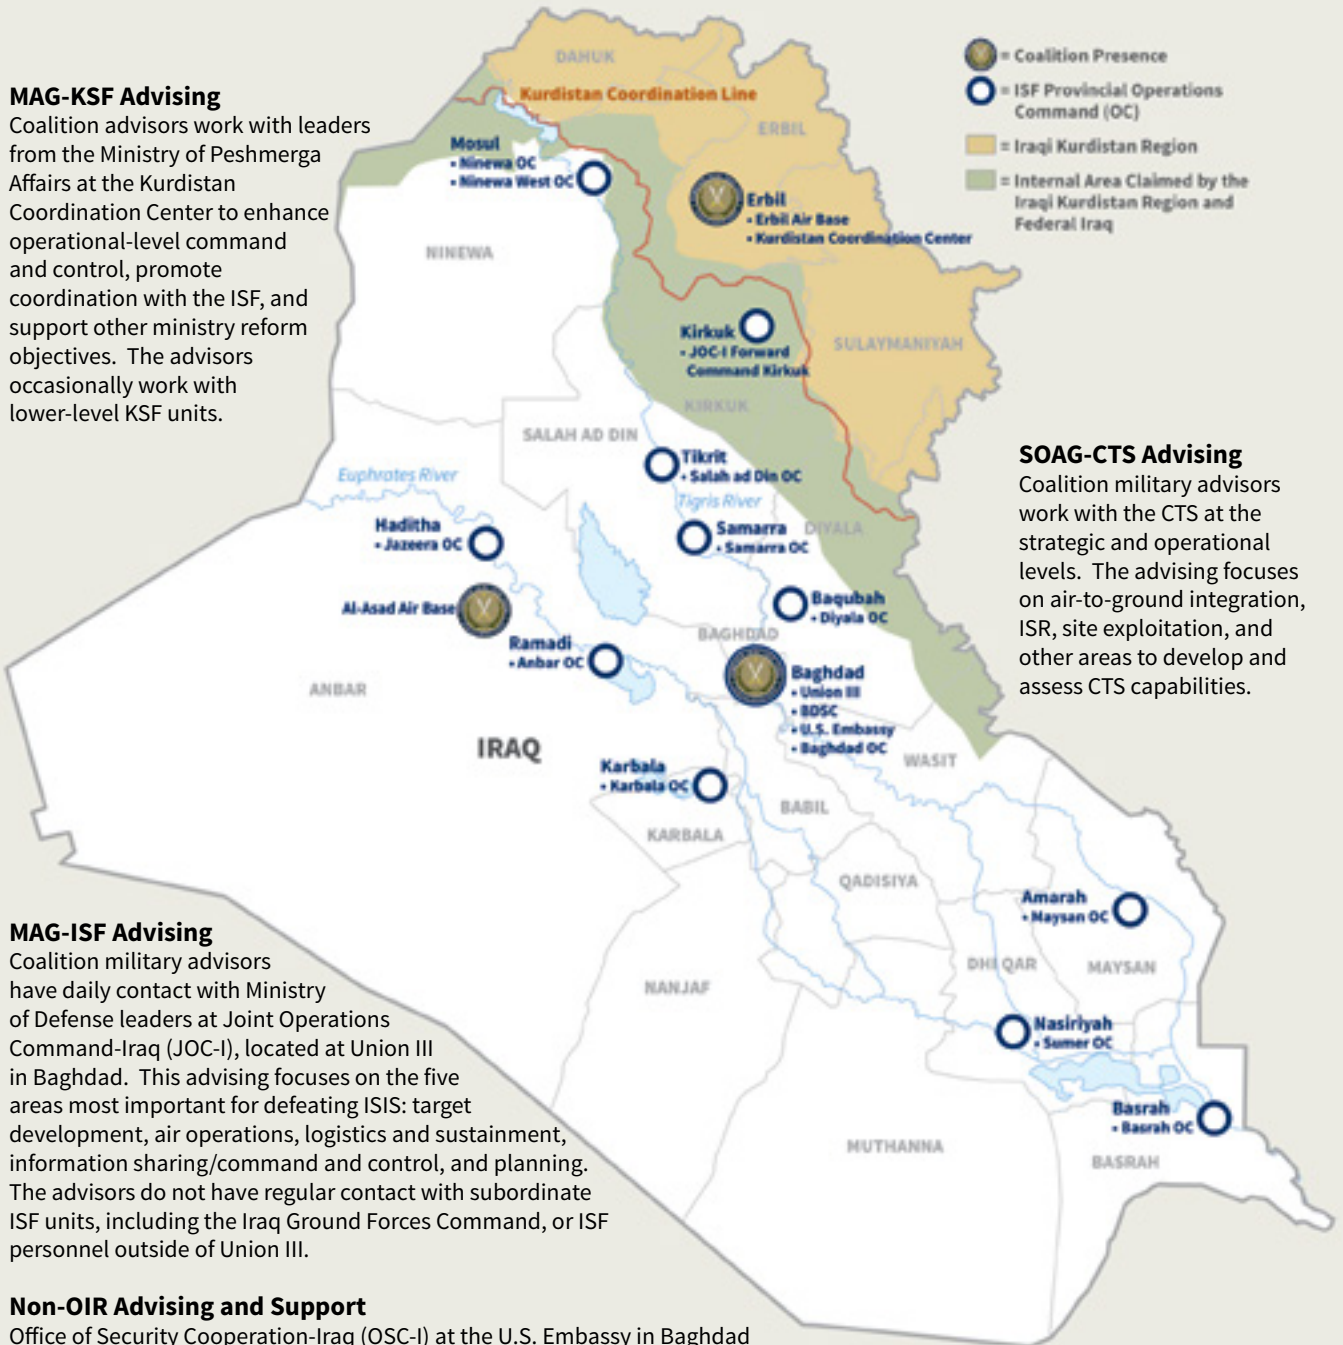 MAG-KSF Advising
Coalition advisors work with leaders
from the Ministry of Peshmerga
Affairs at the Kurdistan
Coordination Center to enhance
operational-level command
and control, promote
coordination with the ISF, and
support other ministry reform
objectives. The advisors
occasionally work with
lower-level KSF units.
= Coalition Presence
= ISF Provincial Operations
Command (OC)
= Iraqi Kurdistan Region
= Internal Area Claimed by the
Iraqi Kurdistan Region and
Federal Iraq
DAHUK
Kurdistan Coordination Line
ERBIL
Mosul
• Ninewa OC
• Ninewa West OC
Erbil
• Erbil Air Base
• Kurdistan Coordination Center
NINEWA
Kirkuk
• JOC-I Forward
Command Kirkuk
SULAYMANIYAH
KIRKUK
SALAH AD DIN
Tikrit
• Salah ad Din OC
Euphrates River
Tigris River
Haditha
• Jazeera OC
Samarra
• Samarra OC
DIYALA
Al-Asad Air Base
Baqubah
• Diyala OC
BAGHDAD
Ramadi
• Anbar OC
Baghdad
• Union III
• BDSC
• U.S. Embassy
• Baghdad OC
ANBAR
IRAQ
WASIT
Karbala
• Karbala OC
BABIL
KARBALA
QADISIYA
Amarah
• Maysan OC
DHI QAR
MAYSAN
NANJAF
Nasiriyah
• Sumer OC
Basrah
• Basrah OC
MUTHANNA
BASRAH
SOAG-CTS Advising
Coalition military advisors
work with the CTS at the
strategic and operational
levels. The advising focuses
on air-to-ground integration,
ISR, site exploitation, and
other areas to develop and
assess CTS capabilities.
MAG-ISF Advising
Coalition military advisors
have daily contact with Ministry
of Defense leaders at Joint Operations
Command-Iraq (JOC-I), located at Union III
in Baghdad. This advising focuses on the five
areas most important for defeating ISIS: target
development, air operations, logistics and sustainment,
information sharing/command and control, and planning.
The advisors do not have regular contact with subordinate
ISF units, including the Iraq Ground Forces Command, or ISF
personnel outside of Union III.
Non-OIR Advising and Support
Office of Security Cooperation-Iraq (OSC-I) at the U.S. Embassy in Baghdad